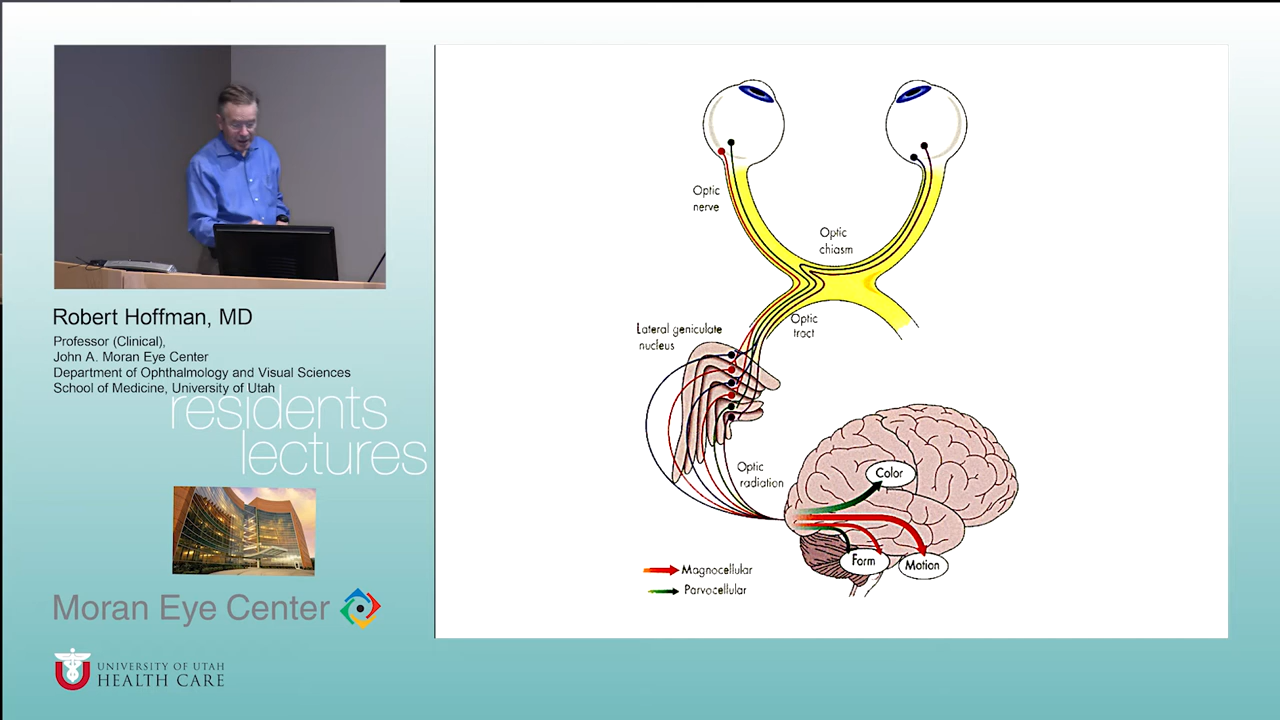 Robert Hoffman, MD
Professor (Clinical),
John A. Moran Eye Center
Department of Ophthalmology and Visual Sciences
School of Medicine, University of Utah
residents
lectures
Moran Eye Center
UNIVERSITY OF UTAH
HEALTH CARE
Optic
nerve
Optic
chiasm
Optic
tract
Lateral geniculate
nucleus
Optic
radiation
Color
Form
Motion
Magnocellular
Parvocellular